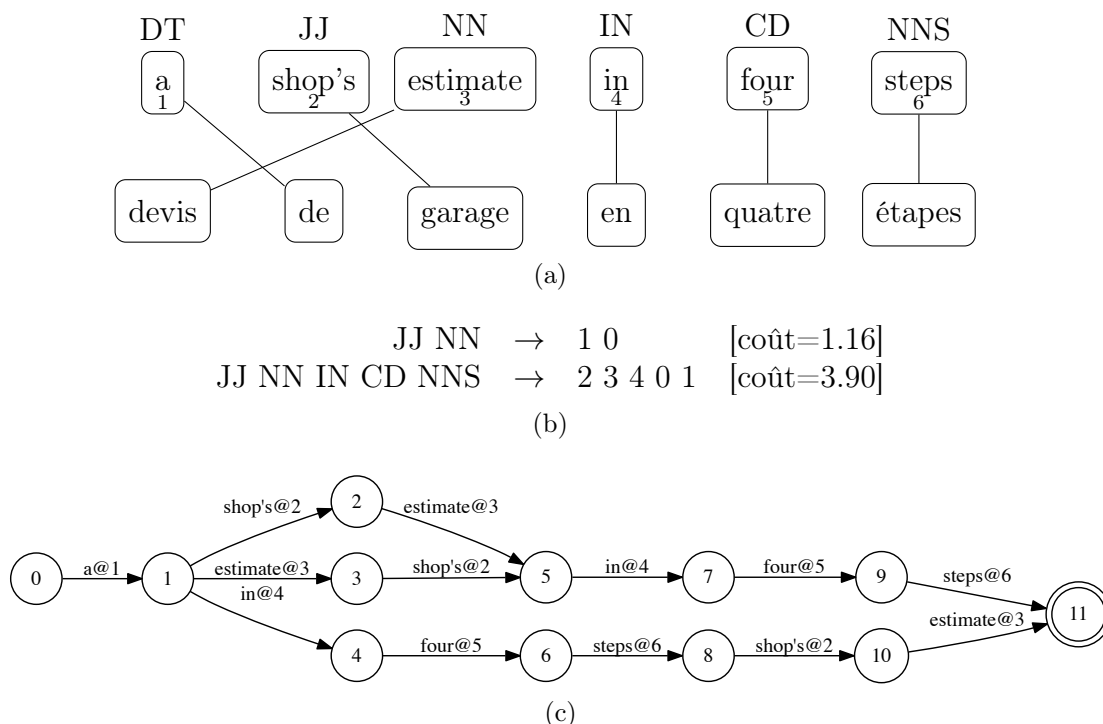 DT JJ NN IN CD NNS
a shop's estimate in four steps
1 2 3 4 5 6
devis de garage en quatre étapes
(a)
JJ NN → 1 0 [coût=1.16]
JJ NN IN CD NNS → 2 3 4 0 1 [coût=3.90]
(b)
shop's@2 2 estimate@3
0 a@1 1 estimate@3 3 shop's@2 5 in@4 7 four@5 9 steps@6
in@4 estimate@3 11
4 four@5 6 steps@6 8 shop's@2 10
(c)